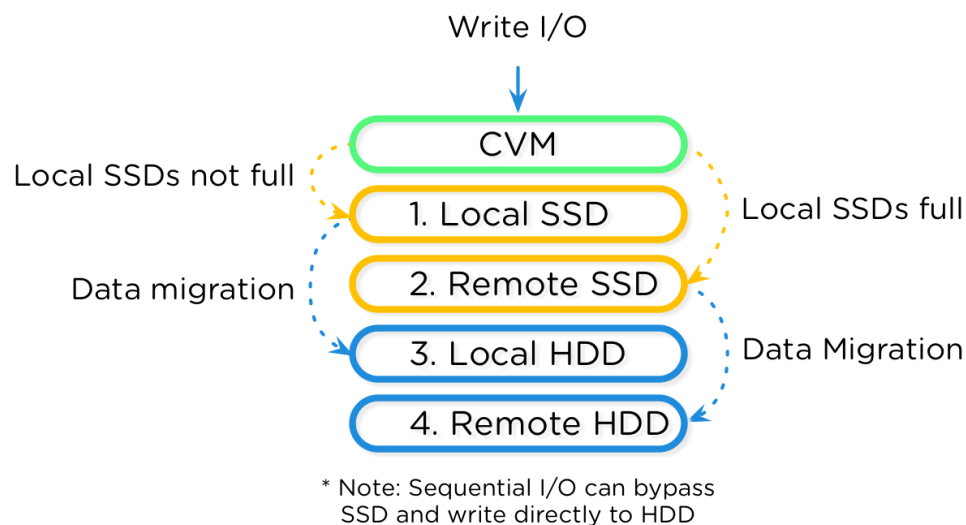 Write I/O
CVM
Local SSDs not full
1. Local SSD
Local SSDs full
2. Remote SSD
Data migration
3. Local HDD
Data Migration
4. Remote HDD
* Note: Sequential I/O can bypass
SSD and write directly to HDD